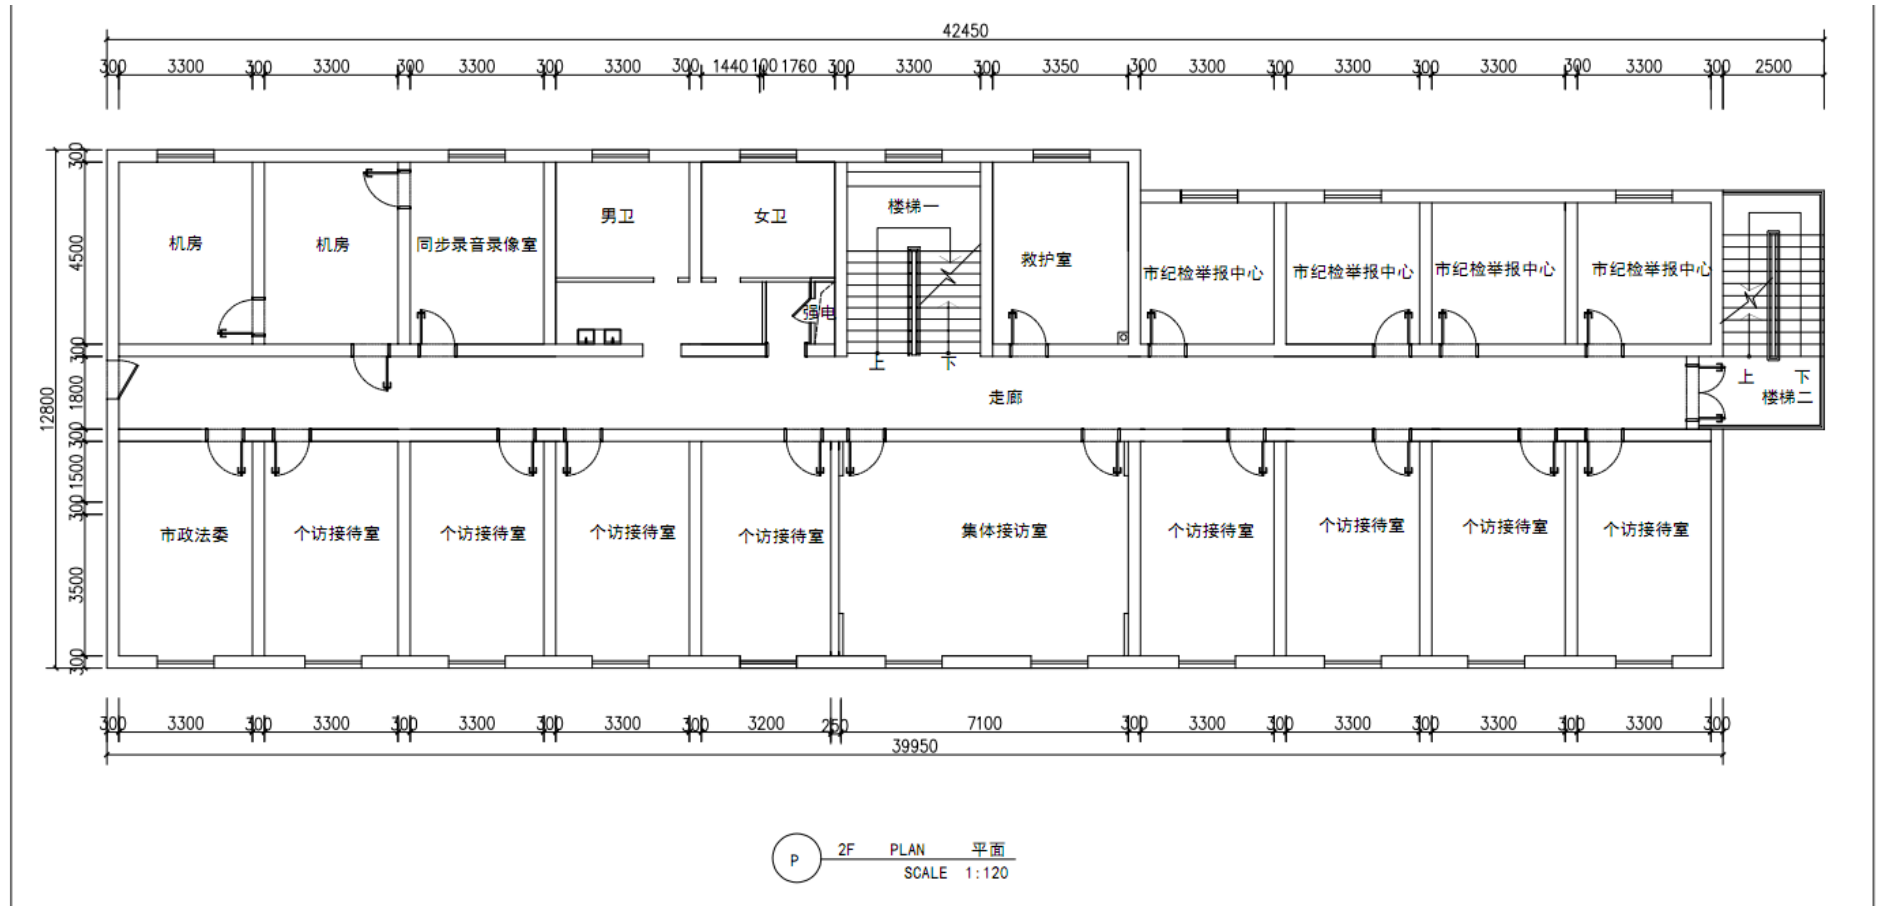 42450
300 3300 300 3300 300 3300 300 3300 300 1440 100 1760 300 3300 300 3350 300 3300 300 3300 300 3300 300 3300 300 2500
12800
300
4500
300
1800
300
1500
300
3500
300
机房
机房
同步录音录像室
男卫
女卫
强电
楼梯一
上
下
救护室
市纪检举报中心
市纪检举报中心
市纪检举报中心
市纪检举报中心
走廊
上
下
楼梯二
市政法委
个访接待室
个访接待室
个访接待室
个访接待室
集体接访室
个访接待室
个访接待室
个访接待室
个访接待室
300 3300 300 3300 300 3300 300 3300 300 3200 250 7100 300 3300 300 3300 300 3300 300 3300 300
39950
P
2F PLAN 平面
SCALE 1:120